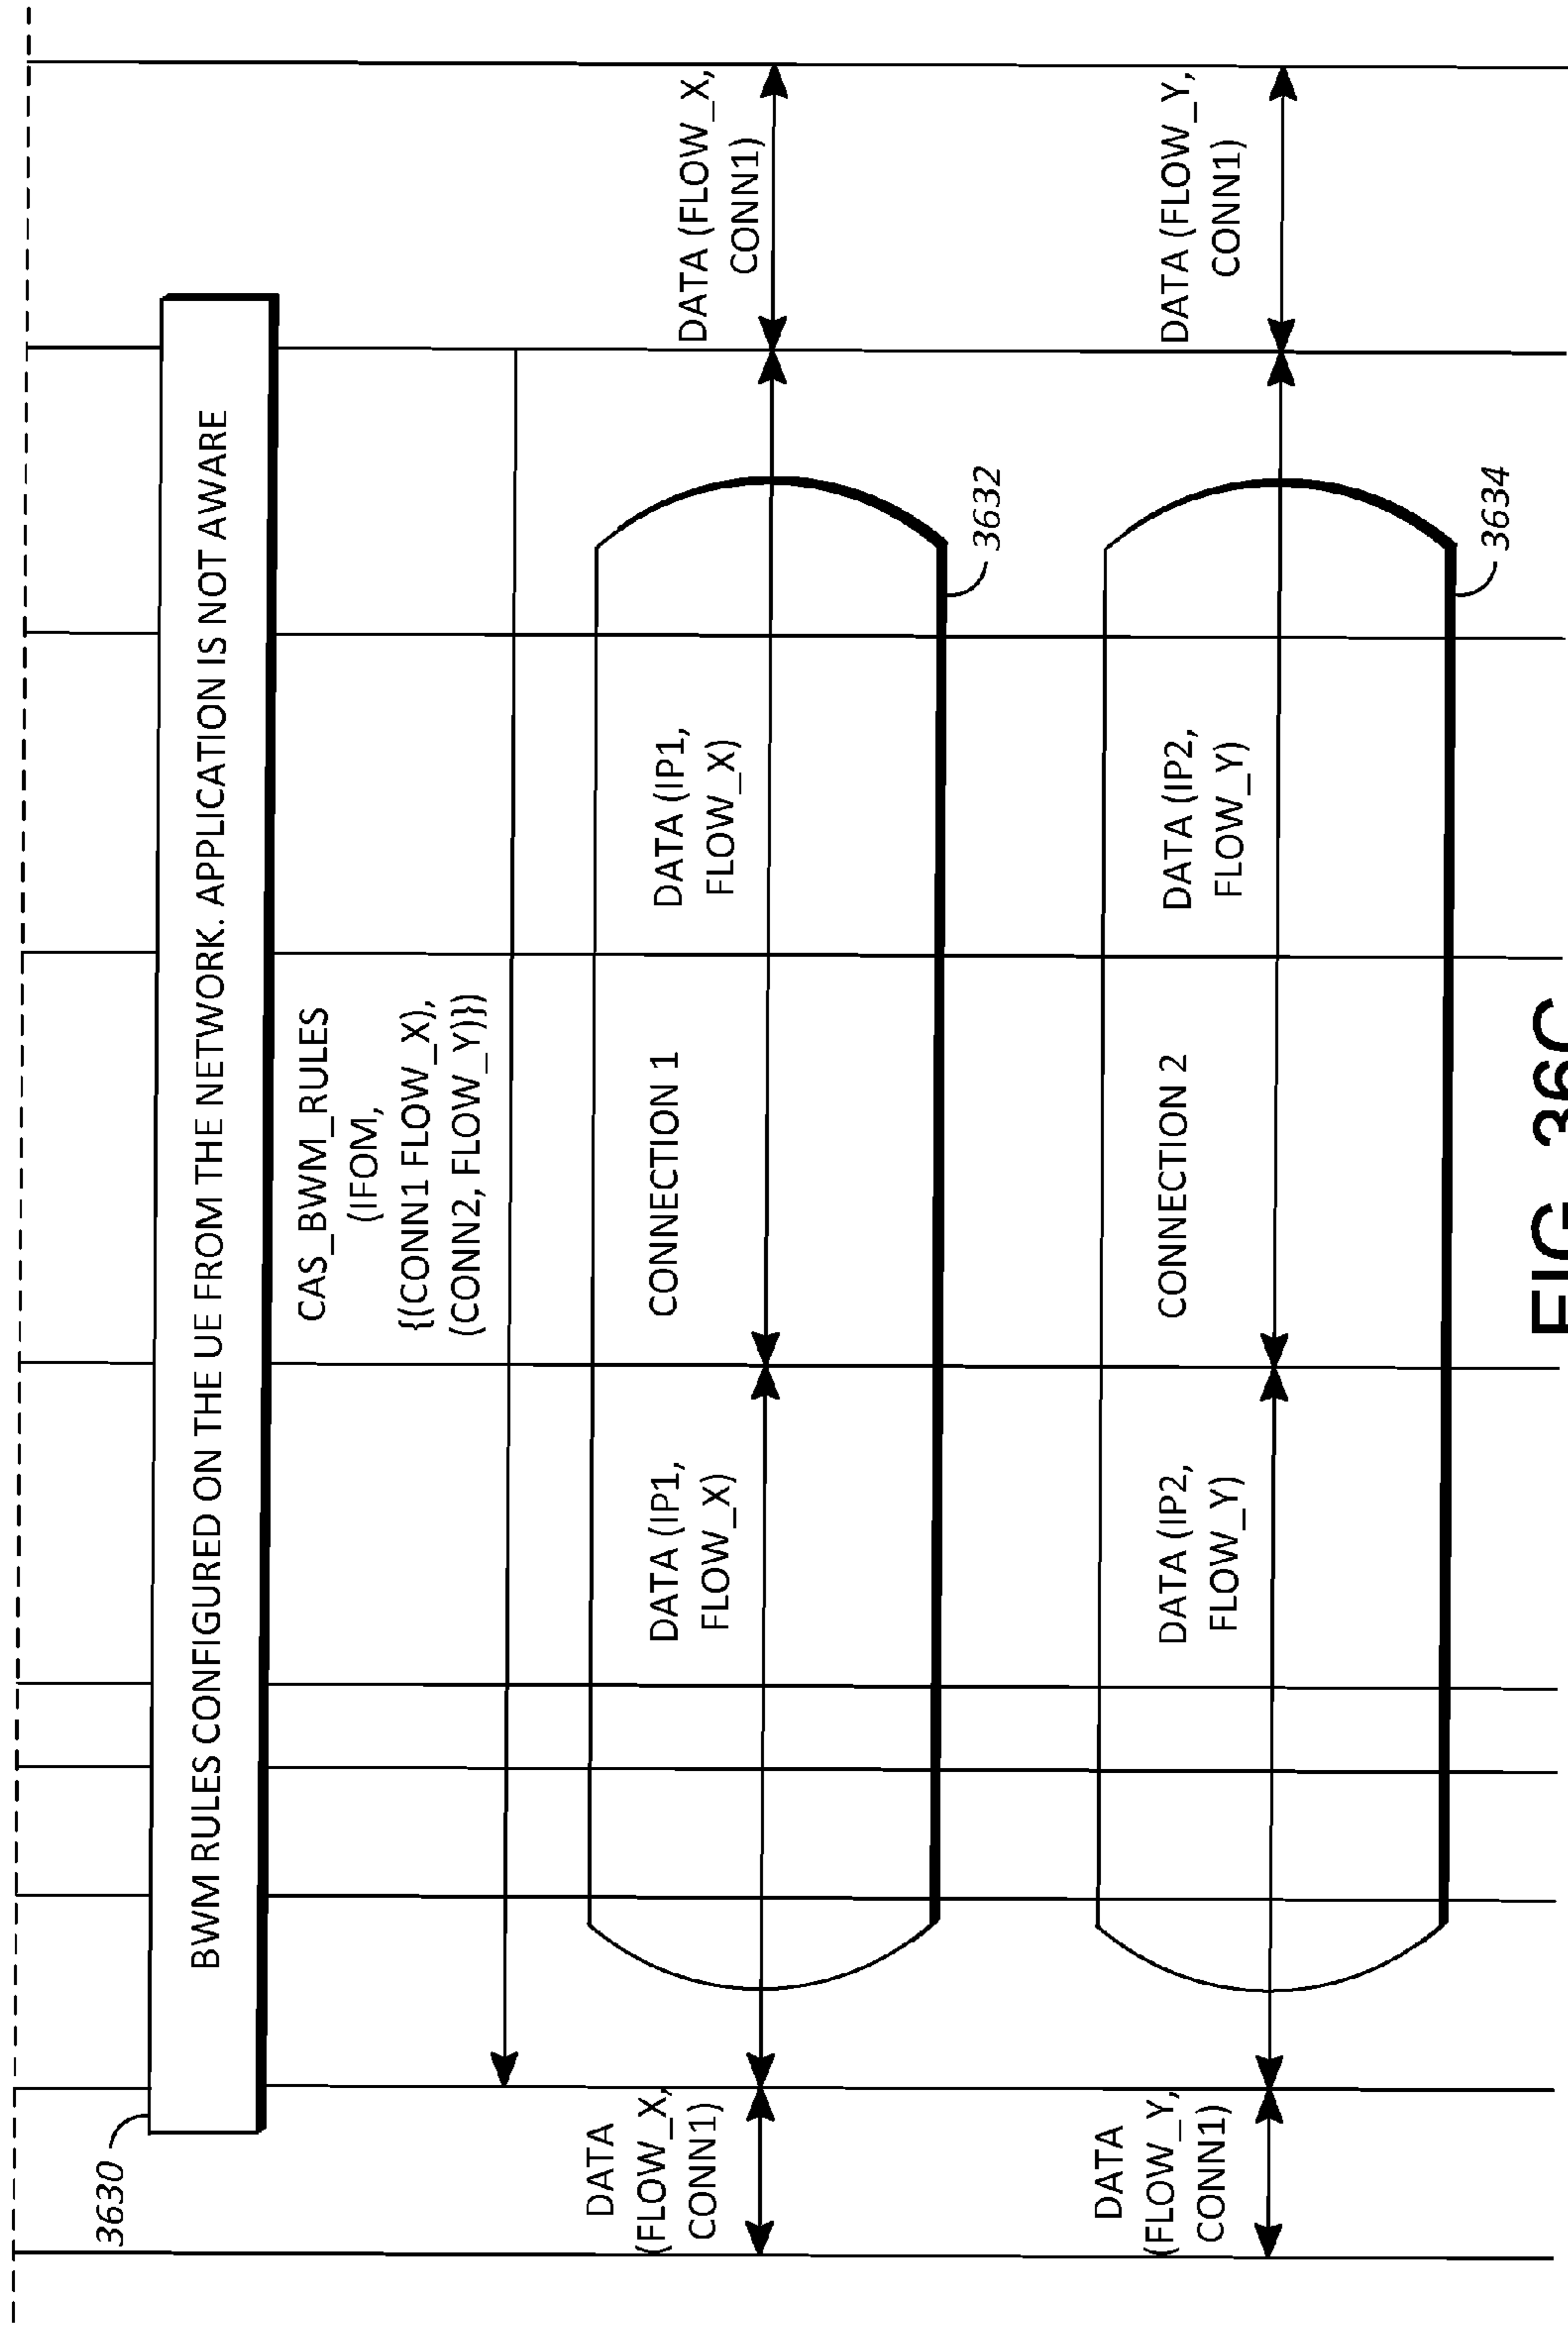 3630
BWM RULES CONFIGURED ON THE UE FROM THE NETWORK. APPLICATION IS NOT AWARE
CAS_BWM_RULES
(IFOM,
{(CONN1 FLOW_X),
(CONN2, FLOW_Y)})
DATA
(FLOW_X,
CONN1)
DATA (IP1,
FLOW_X)
CONNECTION 1
DATA (IP1,
FLOW_X)
DATA (FLOW_X,
CONN1)
3632
DATA
(FLOW_Y,
CONN1)
DATA (IP2,
FLOW_Y)
CONNECTION 2
DATA (IP2,
FLOW_Y)
DATA (FLOW_Y,
CONN1)
3634
FIG. 36C